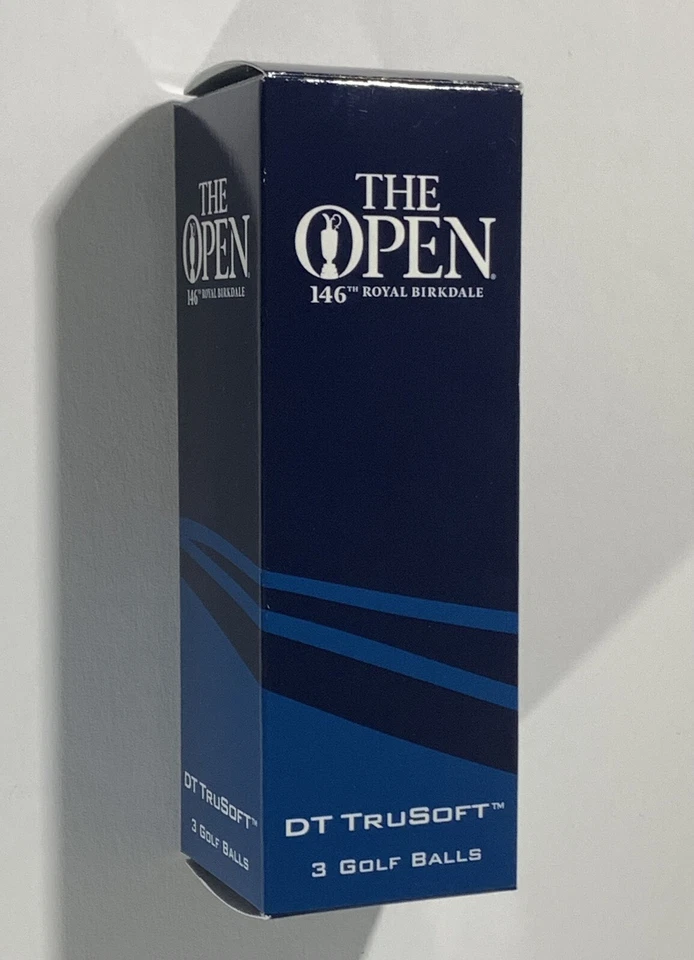 THE
OPEN
146TH ROYAL BIRKDALE
DT TRUSOFT™
3 GOLF BALLS
THE
OPEN®
146TH ROYAL BIRKDALE
DT TRUSOFT™
3 GOLF BALLS